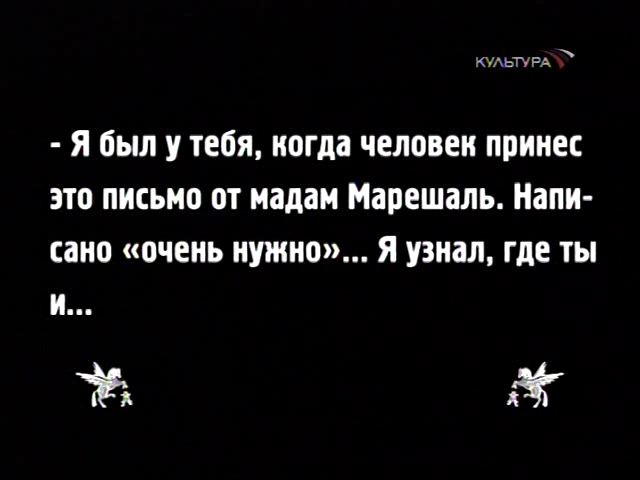 КУЛЬТУРА
- Я был у тебя, когда человек принес
это письмо от мадам Марешаль. Напи-
сано «очень нужно»... Я узнал, где ты
и...